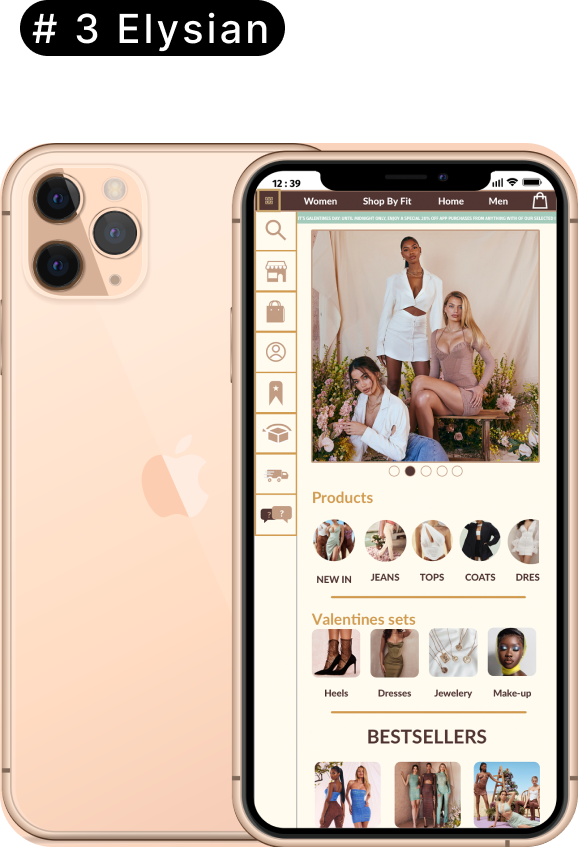 # 3 Elysian
12 : 39
Women Shop By Fit Home Men
IT'S VALENTINES DAY: UNTIL MIDNIGHT ONLY, ENJOY A SPECIAL 20% OFF APP PURCHASES FROM ANYTHING WITH OF OUR SELECTED
Products
NEW IN JEANS TOPS COATS DRES
Valentines sets
Heels Dresses Jewelery Make-up
BESTSELLERS